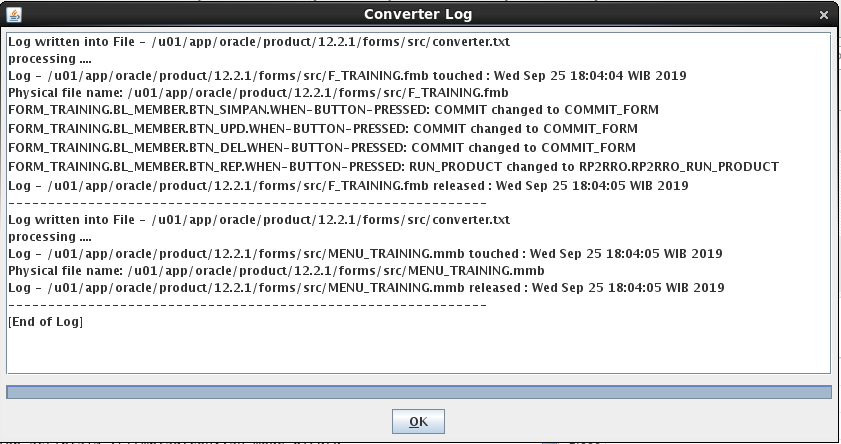 Converter Log
Log written into File - /u01/app/oracle/product/12.2.1/forms/src/converter.txt
processing ....
Log - /u01/app/oracle/product/12.2.1/forms/src/F_TRAINING.fmb touched : Wed Sep 25 18:04:04 WIB 2019
Physical file name: /u01/app/oracle/product/12.2.1/forms/src/F_TRAINING.fmb
FORM_TRAINING.BL_MEMBER.BTN_SIMPAN.WHEN-BUTTON-PRESSED: COMMIT changed to COMMIT_FORM
FORM_TRAINING.BL_MEMBER.BTN_UPD.WHEN-BUTTON-PRESSED: COMMIT changed to COMMIT_FORM
FORM_TRAINING.BL_MEMBER.BTN_DEL.WHEN-BUTTON-PRESSED: COMMIT changed to COMMIT_FORM
FORM_TRAINING.BL_MEMBER.BTN_REP.WHEN-BUTTON-PRESSED: RUN_PRODUCT changed to RP2RRO.RP2RRO_RUN_PRODUCT
Log - /u01/app/oracle/product/12.2.1/forms/src/F_TRAINING.fmb released : Wed Sep 25 18:04:05 WIB 2019
------------------------------------------------------------
Log written into File - /u01/app/oracle/product/12.2.1/forms/src/converter.txt
processing ....
Log - /u01/app/oracle/product/12.2.1/forms/src/MENU_TRAINING.mmb touched : Wed Sep 25 18:04:05 WIB 2019
Physical file name: /u01/app/oracle/product/12.2.1/forms/src/MENU_TRAINING.mmb
Log - /u01/app/oracle/product/12.2.1/forms/src/MENU_TRAINING.mmb released : Wed Sep 25 18:04:05 WIB 2019
------------------------------------------------------------
[End of Log]
OK